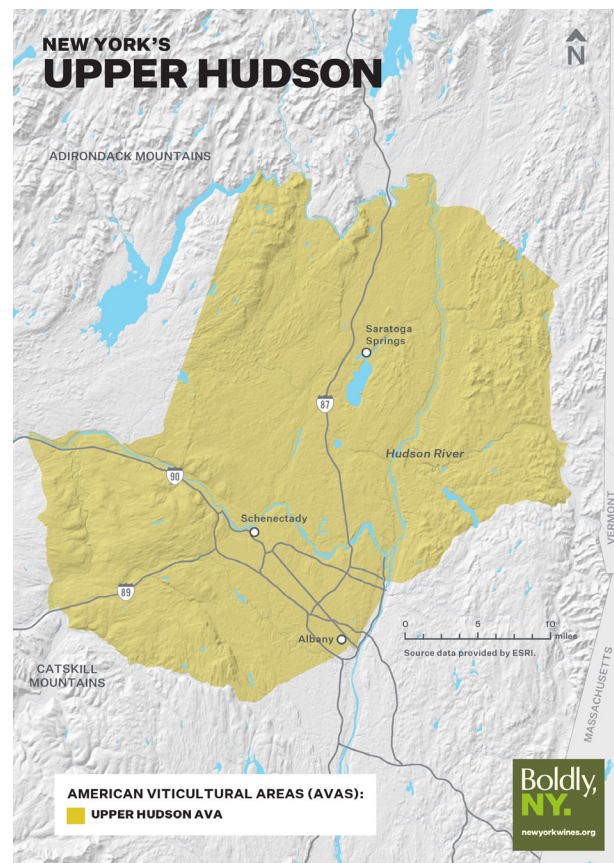 NEW YORK'S
UPPER HUDSON
N
ADIRONDACK MOUNTAINS
Saratoga
Springs
87
Hudson River
90
Schenectady
VERMONT
89
0 5 10
miles
Albany
Source data provided by ESRI.
CATSKILL
MOUNTAINS
MASSACHUSETTS
AMERICAN VITICULTURAL AREAS (AVAS):
UPPER HUDSON AVA
Boldly,
NY.
newyorkwines.org